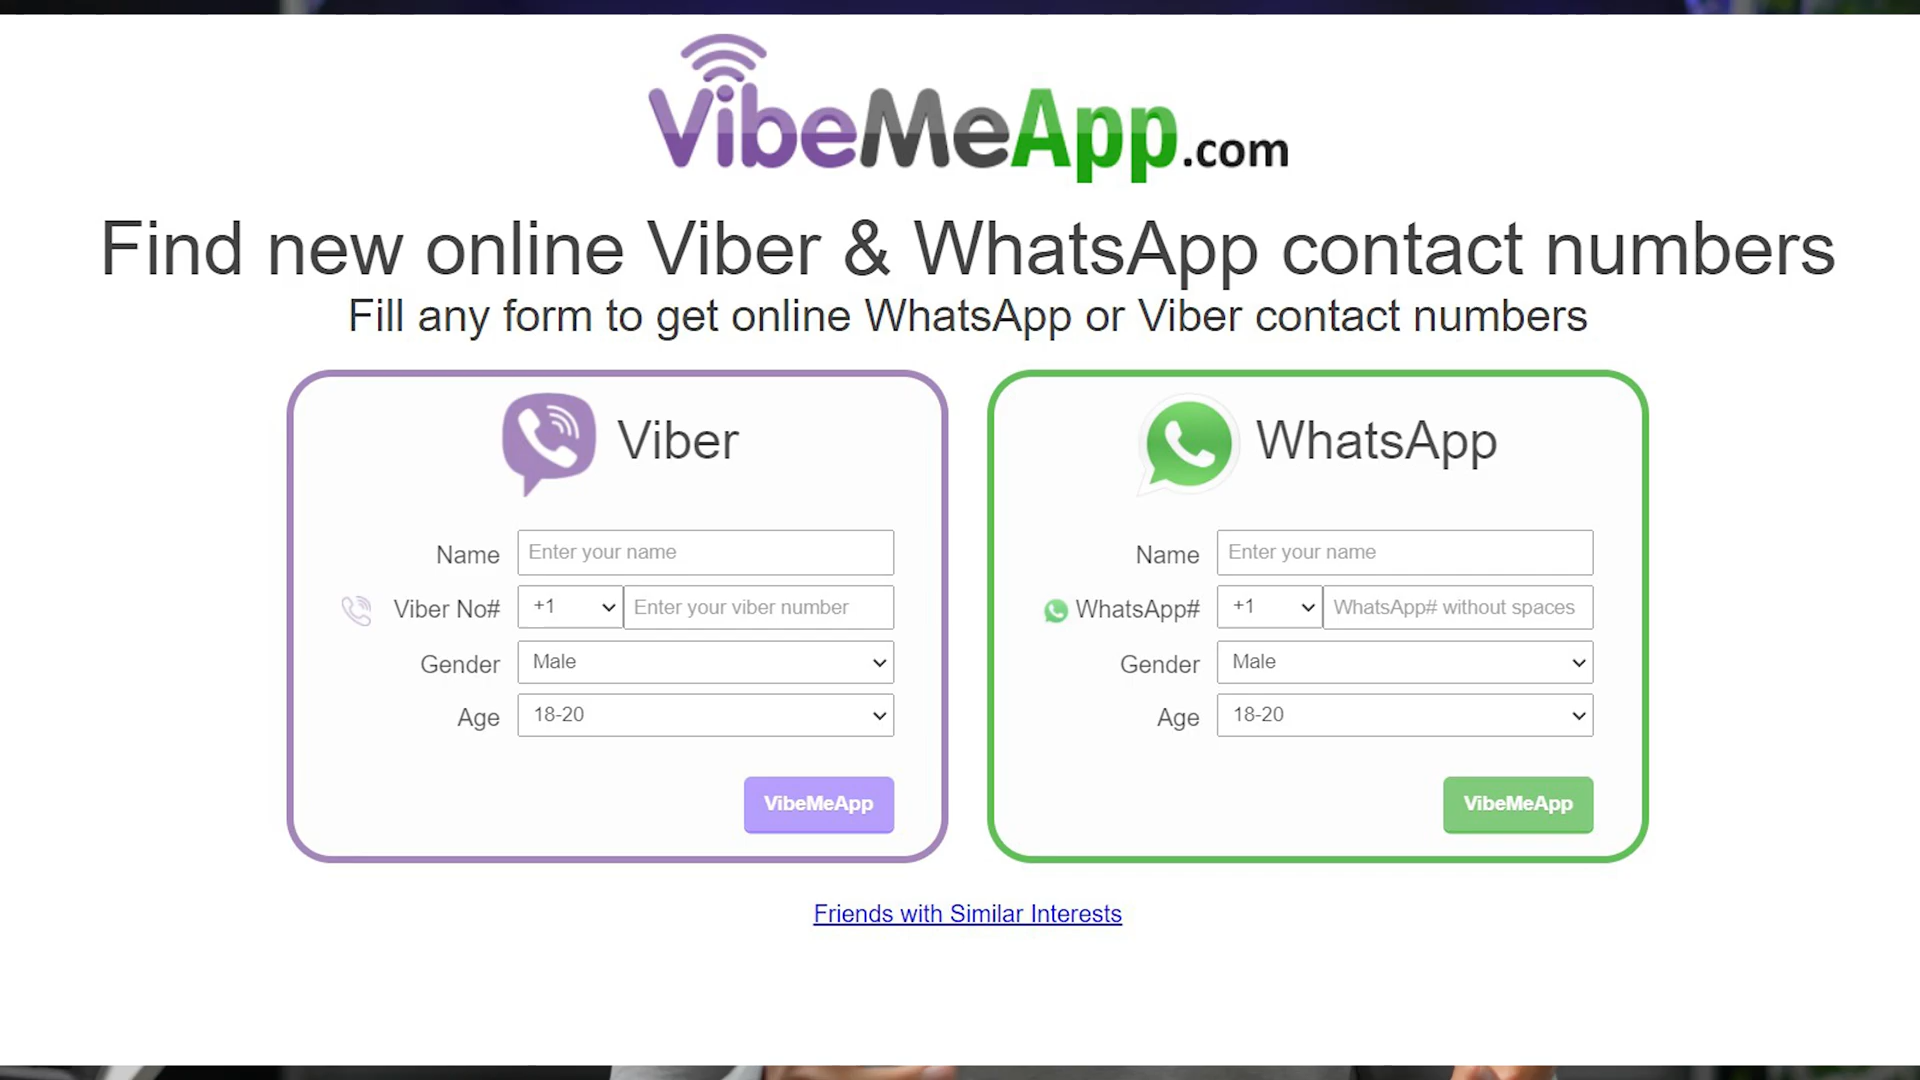 VibeMeApp.com
Find new online Viber & WhatsApp contact numbers
Fill any form to get online WhatsApp or Viber contact numbers
Viber
Name Enter your name
Viber No# +1 Enter your viber number
Gender Male
Age 18-20
VibeMeApp
WhatsApp
Name Enter your name
WhatsApp# +1 WhatsApp# without spaces
Gender Male
Age 18-20
VibeMeApp
Friends with Similar Interests